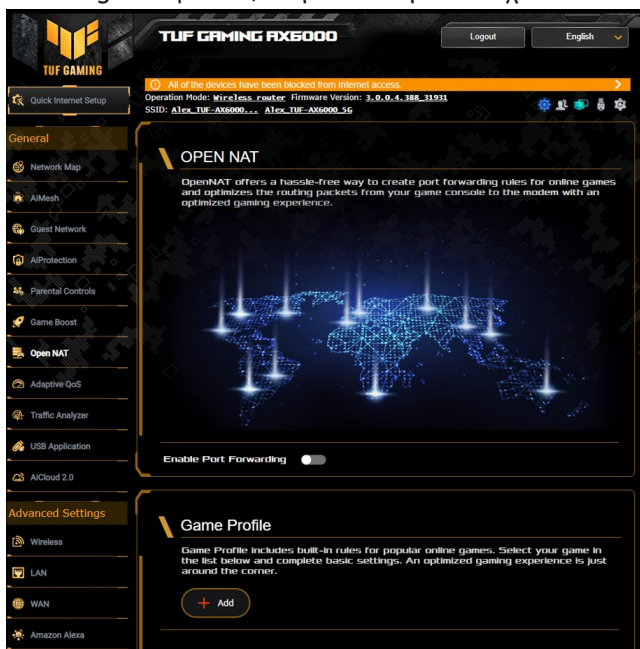 TUF GAMING
TUF GAMING AX6000
Logout
English
All of the devices have been blocked from Internet access.
Quick Internet Setup
Operation Mode: Wireless router Firmware Version: 3.0.0.4.388_31931
SSID: Alex_TUF-AX6000... Alex_TUF-AX6000_5G
General
Network Map
AiMesh
Guest Network
AiProtection
Parental Controls
Game Boost
Open NAT
Adaptive QoS
Traffic Analyzer
USB Application
AiCloud 2.0
Advanced Settings
Wireless
LAN
WAN
Amazon Alexa
OPEN NAT
OpenNAT offers a hassle-free way to create port forwarding rules for online games
and optimizes the routing packets from your game console to the modem with an
optimized gaming experience.
Enable Port Forwarding
Game Profile
Game Profile includes built-in rules for popular online games. Select your game in
the list below and complete basic settings. An optimized gaming experience is just
around the corner.
+ Add